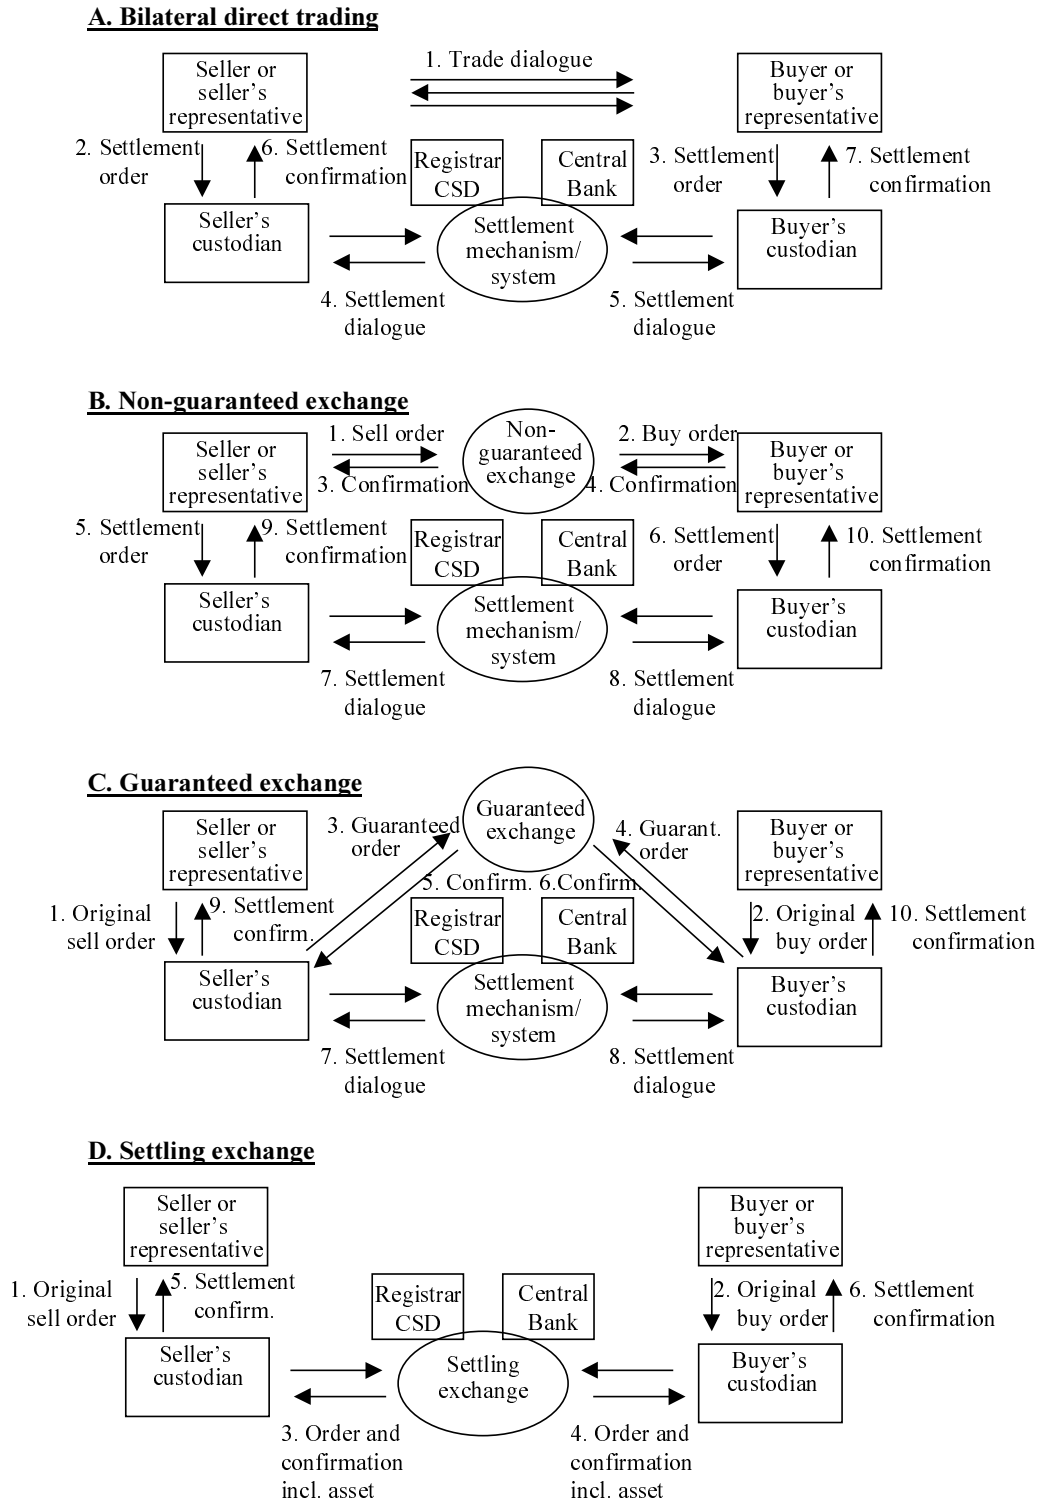 A. Bilateral direct trading
1. Trade dialogue
Seller or
seller's
representative
Buyer or
buyer's
representative
2. Settlement
order
6. Settlement
confirmation
Registrar
CSD
Central
Bank
3. Settlement
order
7. Settlement
confirmation
Seller's
custodian
Settlement
mechanism/
system
Buyer's
custodian
4. Settlement
dialogue
5. Settlement
dialogue
B. Non-guaranteed exchange
Seller or
seller's
representative
1. Sell order
3. Confirmation
Non-
guaranteed
exchange
2. Buy order
4. Confirmation
Buyer or
buyer's
representative
5. Settlement
order
9. Settlement
confirmation
Registrar
CSD
Central
Bank
6. Settlement
order
10. Settlement
confirmation
Seller's
custodian
Settlement
mechanism/
system
Buyer's
custodian
7. Settlement
dialogue
8. Settlement
dialogue
C. Guaranteed exchange
Seller or
seller's
representative
3. Guaranteed
order
Guaranteed
exchange
4. Guarant.
order
Buyer or
buyer's
representative
5. Confirm.
6.Confirm.
1. Original
sell order
9. Settlement
confirm.
Registrar
CSD
Central
Bank
2. Original
buy order
10. Settlement
confirmation
Seller's
custodian
Settlement
mechanism/
system
Buyer's
custodian
7. Settlement
dialogue
8. Settlement
dialogue
D. Settling exchange
Seller or
seller's
representative
Buyer or
buyer's
representative
1. Original
sell order
5. Settlement
confirm.
Registrar
CSD
Central
Bank
2. Original
buy order
6. Settlement
confirmation
Seller's
custodian
Settling
exchange
Buyer's
custodian
3. Order and
confirmation
incl. asset
4. Order and
confirmation
incl. asset